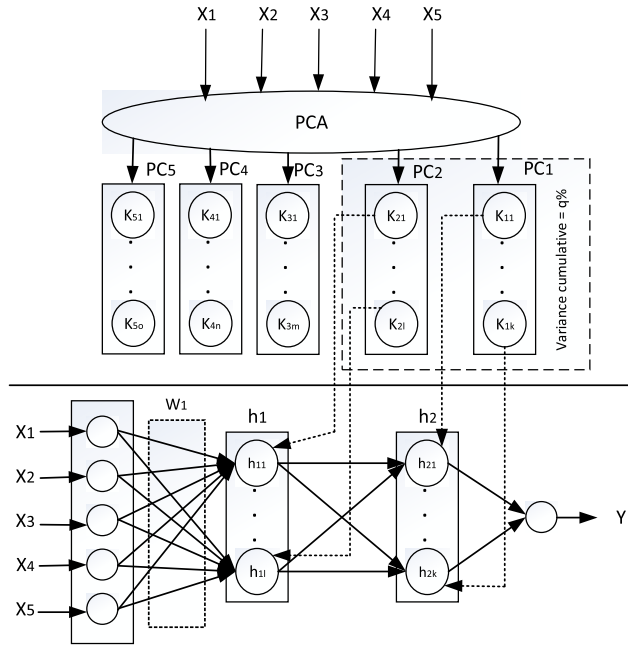 X1 X2 X3 X4 X5
PCA
PC5 PC4 PC3 PC2 PC1
K51 K41 K31 K21 K11
K5o K4n K3m K2l K1k
Variance cumulative = q%
W1 h1 h2
X1
X2
X3
X4
X5
h11 h21
h1l h2k
Y